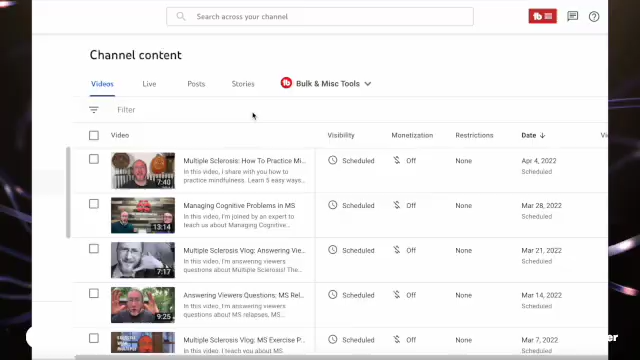 Search across your channel
Channel content
Videos
Live
Posts
Stories
Bulk & Misc Tools
Filter
Video
Visibility
Monetization
Restrictions
Date
Multiple Sclerosis: How To Practice Mi...
In this video, i share with you how to
practice mindfulness. Learn 5 easy ways...
7:40
Scheduled
Off
None
Apr 4, 2022
Scheduled
Managing Cognitive Problems in MS
In this video, I'm joined by an expert to
teach us about Managing Cognitive...
13:14
Scheduled
Off
None
Mar 28, 2022
Scheduled
Multiple Sclerosis Vlog; Answering Vie...
In this video, I'm answering viewers
questions about Multiple Sclerosis! The...
7:17
Scheduled
Off
None
Mar 21, 2022
Scheduled
Answering Viewers Questions; MS Rel...
In this video, I'm answering viewers
questions about MS relapses, MS...
9:25
Scheduled
Off
None
Mar 14, 2022
Scheduled
Multiple Sclerosis Vlog; MS Exercise P...
In this video I teach you about MS
Scheduled
Off
None
Mar 7, 2022
Scheduled